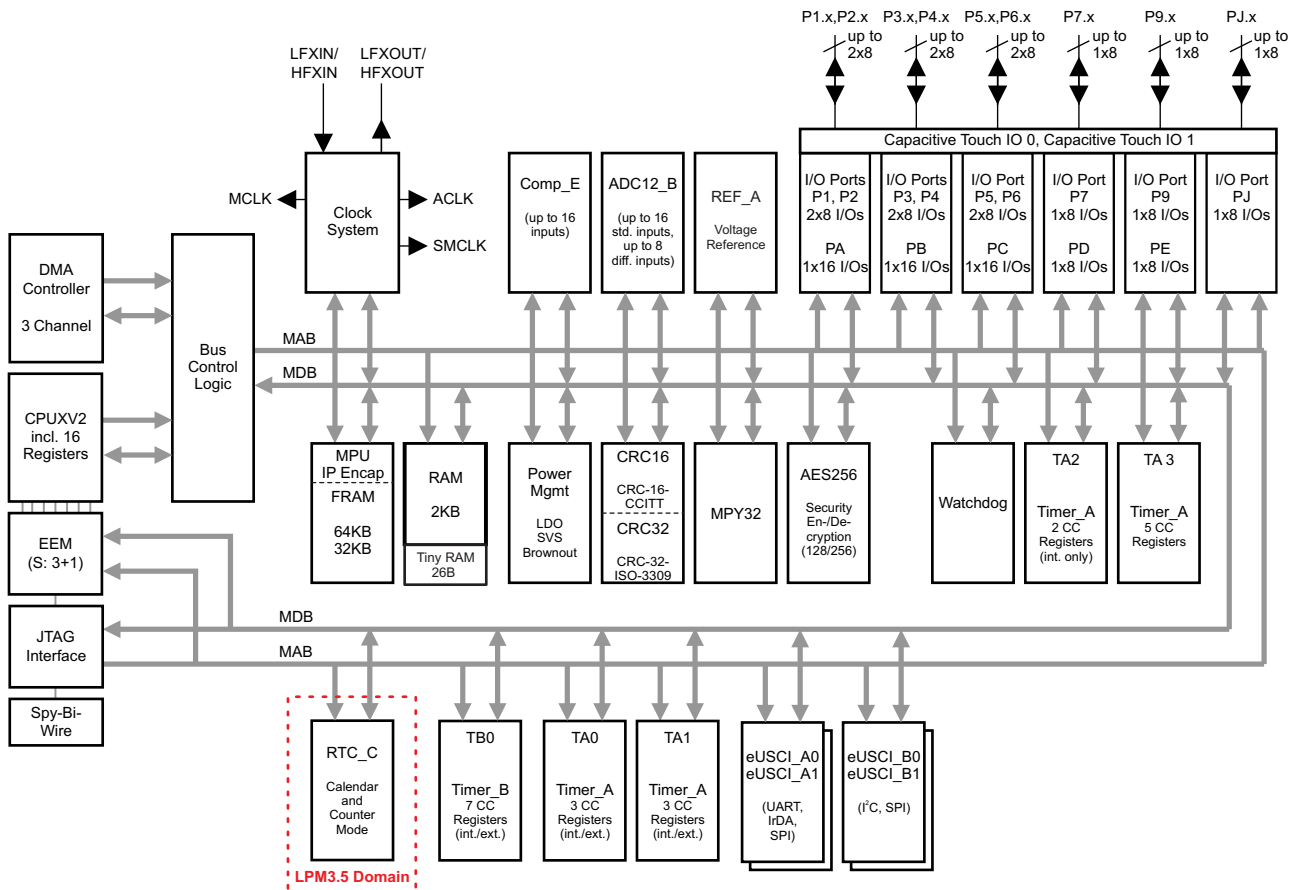 P1.x,P2.x
up to
2x8
P3.x,P4.x
up to
2x8
P5.x,P6.x
up to
2x8
P7.x
up to
1x8
P9.x
up to
1x8
PJ.x
up to
1x8
LFXIN/
HFXIN
LFXOUT/
HFXOUT
Capacitive Touch IO 0, Capacitive Touch IO 1
MCLK
Clock
System
ACLK
SMCLK
Comp_E
(up to 16
inputs)
ADC12_B
(up to 16
std. inputs,
up to 8
diff. inputs)
REF_A
Voltage
Reference
I/O Ports
P1, P2
2x8 I/Os
PA
1x16 I/Os
I/O Ports
P3, P4
2x8 I/Os
PB
1x16 I/Os
I/O Port
P5, P6
2x8 I/Os
PC
1x16 I/Os
I/O Port
P7
1x8 I/Os
PD
1x8 I/Os
I/O Port
P9
1x8 I/Os
PE
1x8 I/Os
I/O Port
PJ
1x8 I/Os
DMA
Controller
3 Channel
Bus
Control
Logic
MAB
MDB
CPUXV2
incl. 16
Registers
MPU
IP Encap
FRAM
64KB
32KB
RAM
2KB
Tiny RAM
26B
Power
Mgmt
LDO
SVS
Brownout
CRC16
CRC-16-
CCITT
CRC32
CRC-32-
ISO-3309
MPY32
AES256
Security
En-/De-
cryption
(128/256)
Watchdog
TA2
Timer_A
2 CC
Registers
(int. only)
TA 3
Timer_A
5 CC
Registers
EEM
(S: 3+1)
MDB
MAB
JTAG
Interface
Spy-Bi-
Wire
RTC_C
Calendar
and
Counter
Mode
LPM3.5 Domain
TB0
Timer_B
7 CC
Registers
(int./ext.)
TA0
Timer_A
3 CC
Registers
(int./ext.)
TA1
Timer_A
3 CC
Registers
(int./ext.)
eUSCI_A0
eUSCI_A1
(UART,
IrDA,
SPI)
eUSCI_B0
eUSCI_B1
(I²C, SPI)